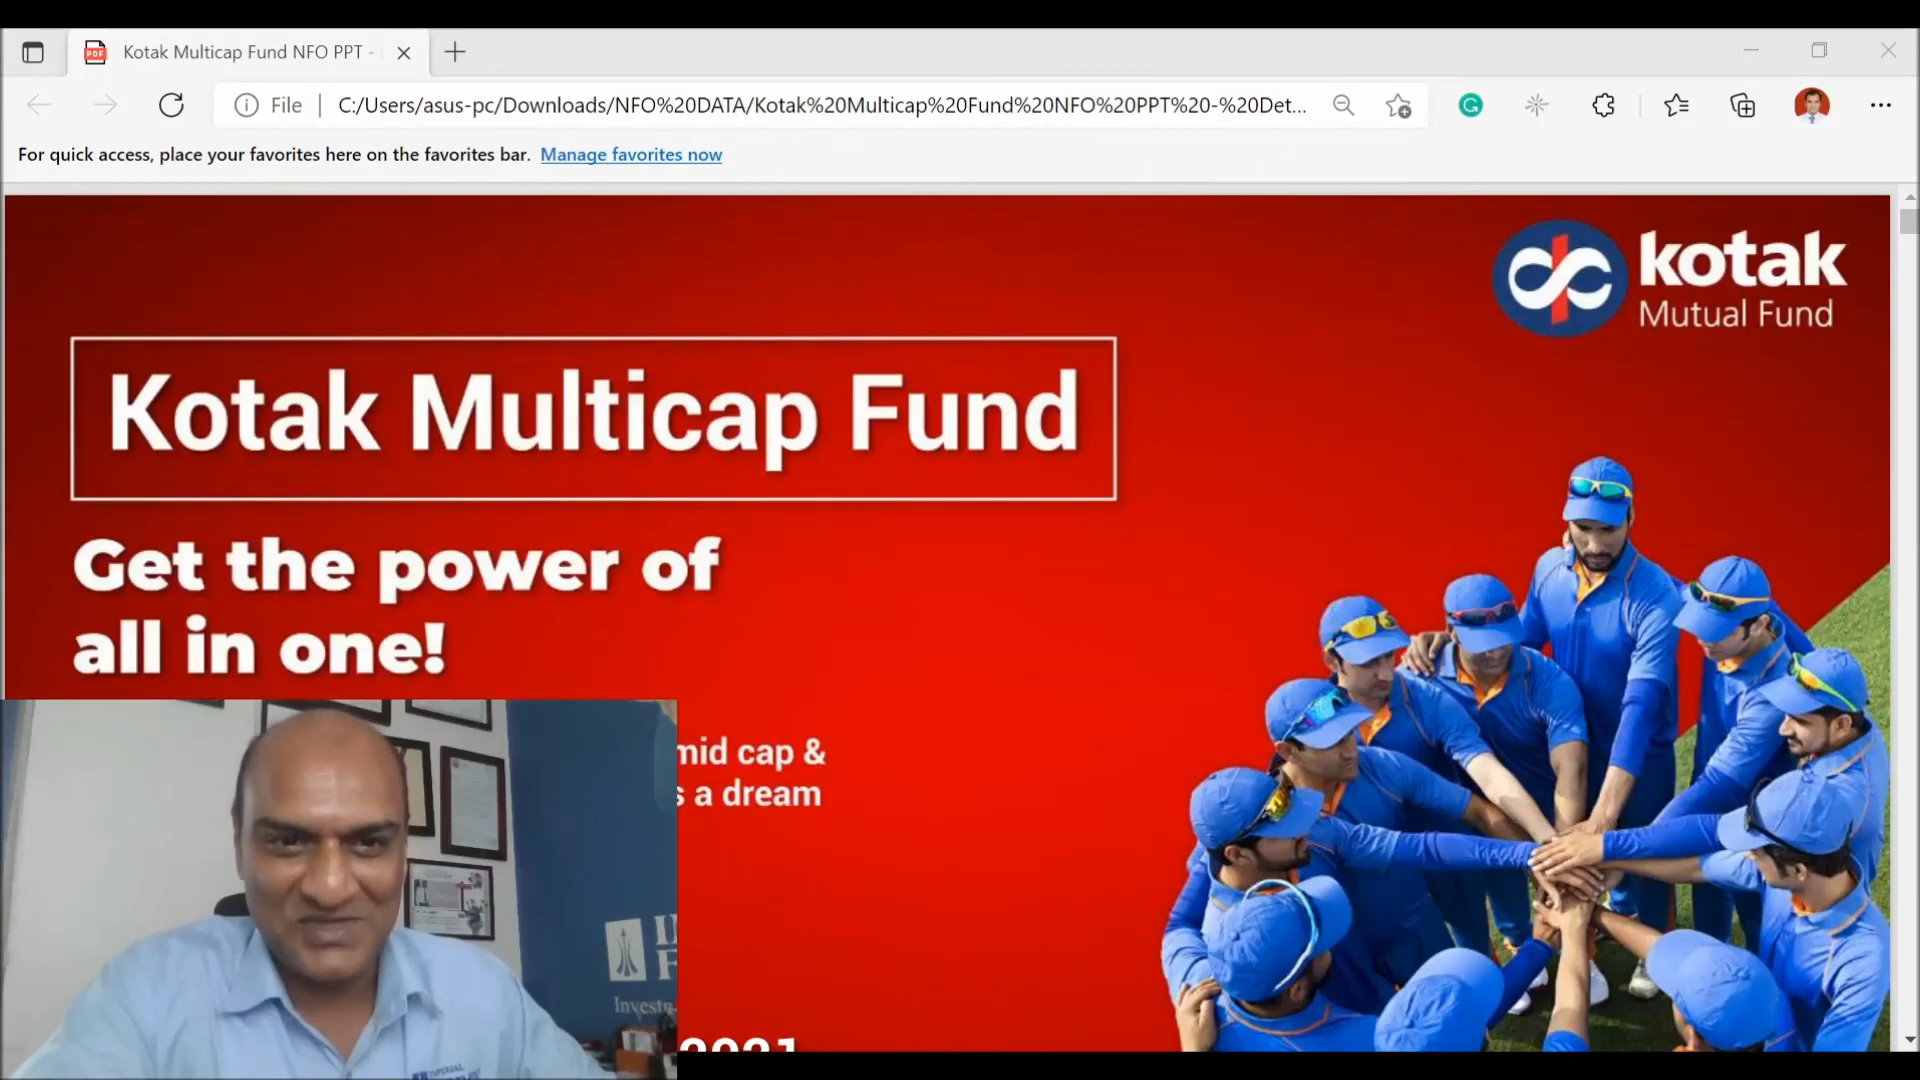 Kotak Multicap Fund NFO PPT -
File
C:/Users/asus-pc/Downloads/NFO%20DATA/Kotak%20Multicap%20Fund%20NFO%20PPT%20-%20Det...
For quick access, place your favorites here on the favorites bar. Manage favorites now
kotak
Mutual Fund
Kotak Multicap Fund
Get the power of
all in one!
mid cap &
s a dream
2021
Invest